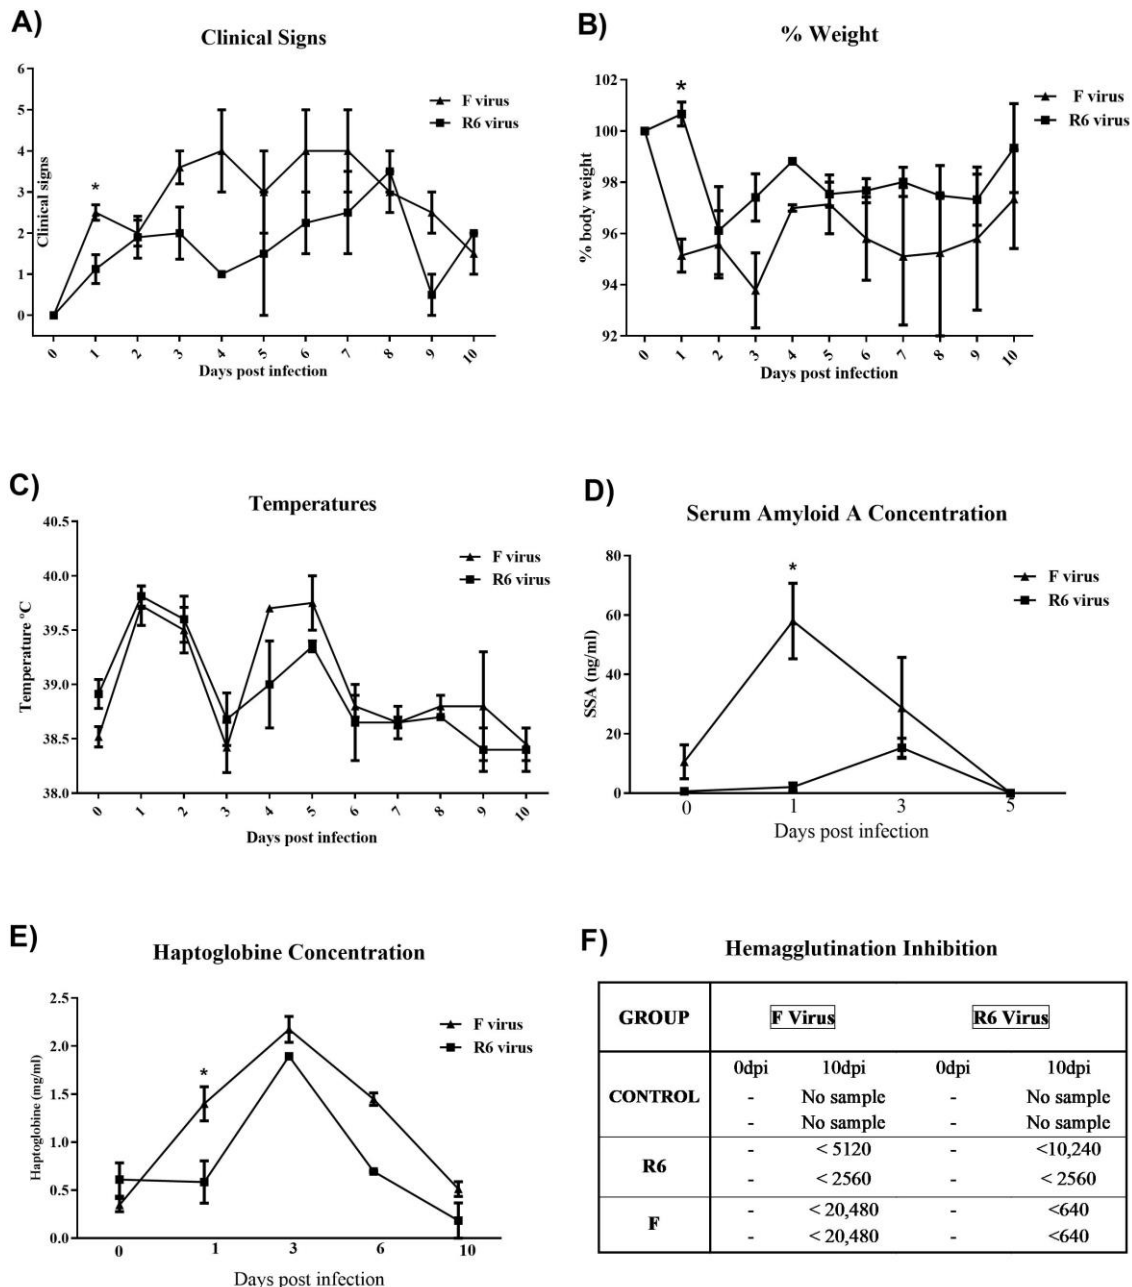 A)
Clinical Signs
6
5
4
3
2
1
0
Clinical signs
F virus
R6 virus
*
0 1 2 3 4 5 6 7 8 9 10
Days post infection
B)
% Weight
102
100
98
96
94
92
% body weight
*
F virus
R6 virus
0 1 2 3 4 5 6 7 8 9 10
Days post infection
C)
Temperatures
40.5
40.0
39.5
39.0
38.5
38.0
Temperature °C
F virus
R6 virus
0 1 2 3 4 5 6 7 8 9 10
Days post infection
D)
Serum Amyloid A Concentration
80
60
40
20
0
SSA (ng/ml)
*
F virus
R6 virus
0 1 3 5
Days post infection
E)
Haptoglobine Concentration
2.5
2.0
1.5
1.0
0.5
0.0
Haptoglobine (mg/ml)
*
F virus
R6 virus
0 1 3 6 10
Days post infection
F)
Hemagglutination Inhibition
GROUP F Virus R6 Virus
0dpi 10dpi 0dpi 10dpi
CONTROL - No sample - No sample
- No sample - No sample
R6 - < 5120 - <10,240
- < 2560 - < 2560
F - < 20,480 - <640
- < 20,480 - <640